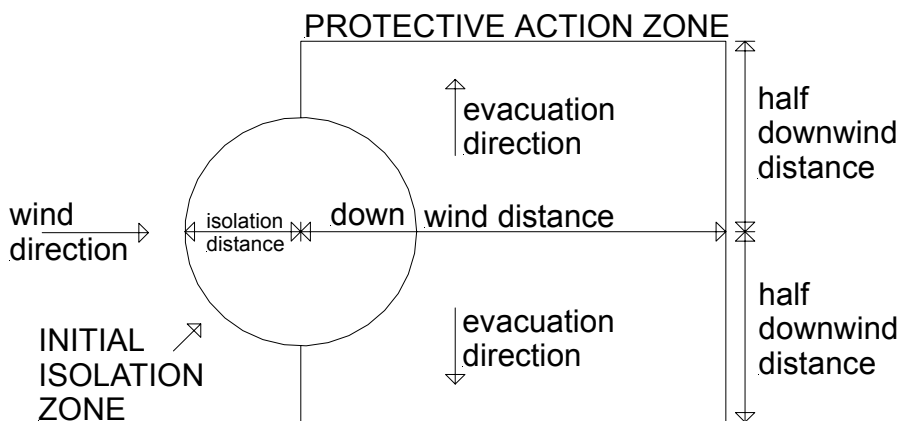 PROTECTIVE ACTION ZONE
evacuation
direction
half
downwind
distance
wind
direction
isolation
distance
down wind distance
evacuation
direction
half
downwind
distance
INITIAL
ISOLATION
ZONE